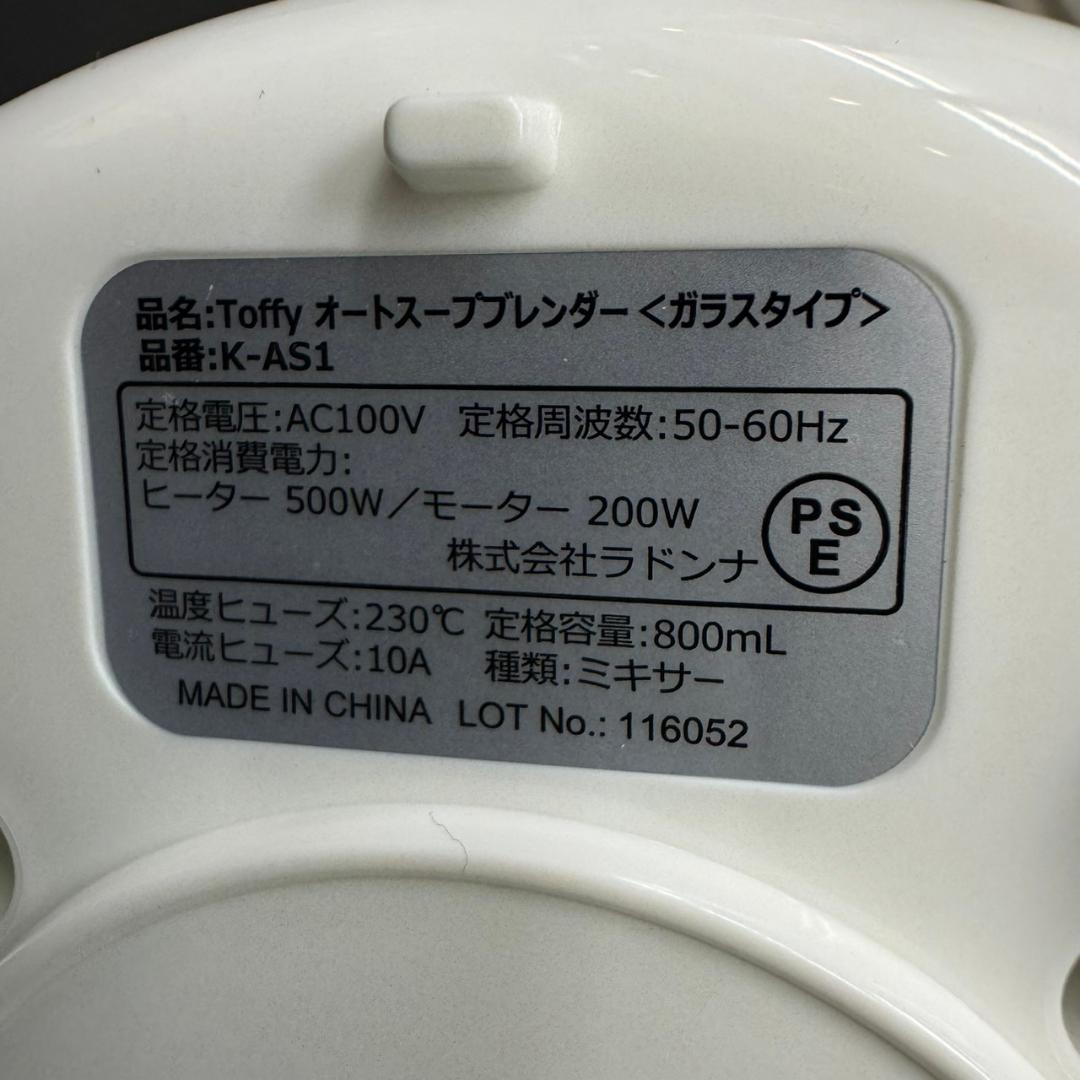 品名:Toffy オートスープブレンダー<ガラスタイプ>
品番:K-AS1
定格電圧:AC100V 定格周波数:50-60Hz
定格消費電力:
ヒーター 500W/モーター 200W
株式会社ラドンナ
PS
E
温度ヒューズ:230℃ 定格容量:800mL
電流ヒューズ:10A 種類:ミキサー
MADE IN CHINA LOT No.: 116052